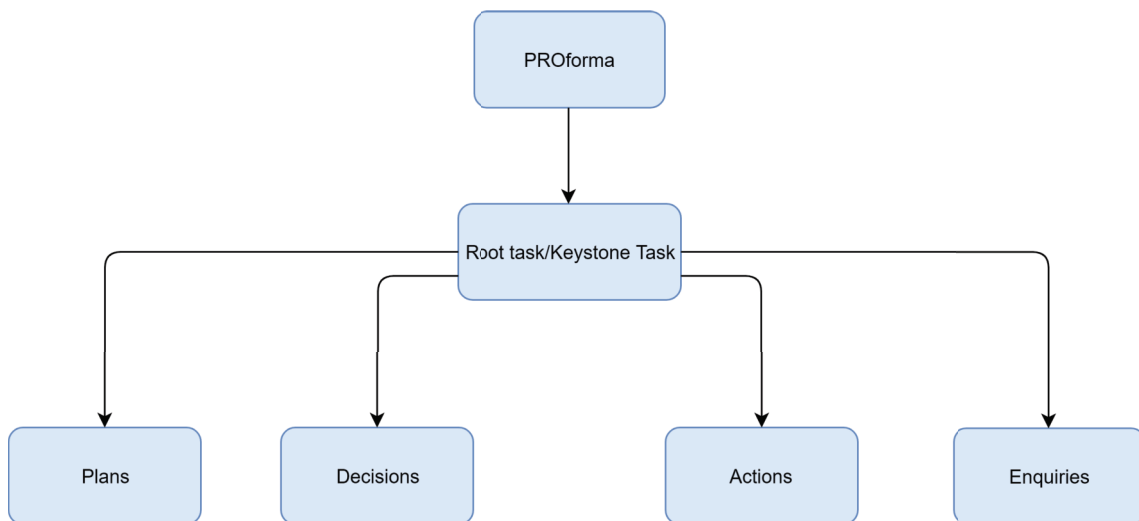 PROforma
Root task/Keystone Task
Plans
Decisions
Actions
Enquiries